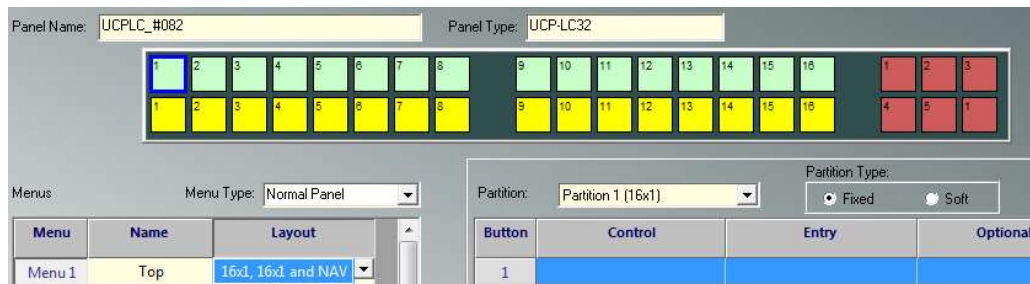 Panel Name: UCPLC_#082 Panel Type: UCP-LC32
1 2 3 4 5 6 7 8 9 10 11 12 13 14 15 16 1 2 3
1 2 3 4 5 6 7 8 9 10 11 12 13 14 15 16 4 5 1
Partition Type:
Menus Menu Type: Normal Panel Partition: Partition 1 (16x1) Fixed Soft
Menu Name Layout Button Control Entry Optional
Menu 1 Top 16x1, 16x1 and NAV 1